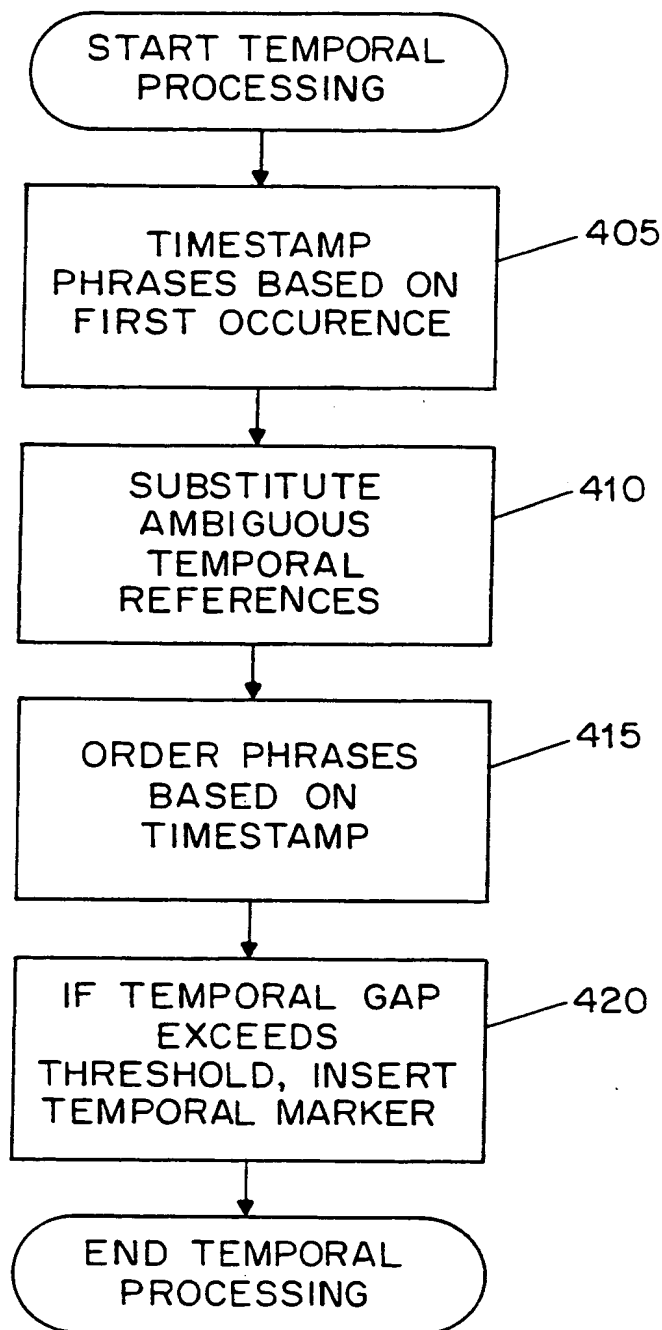 START TEMPORAL
PROCESSING
TIMESTAMP
PHRASES BASED ON
FIRST OCCURENCE
405
SUBSTITUTE
AMBIGUOUS
TEMPORAL
REFERENCES
410
ORDER PHRASES
BASED ON
TIMESTAMP
415
IF TEMPORAL GAP
EXCEEDS
THRESHOLD, INSERT
TEMPORAL MARKER
420
END TEMPORAL
PROCESSING